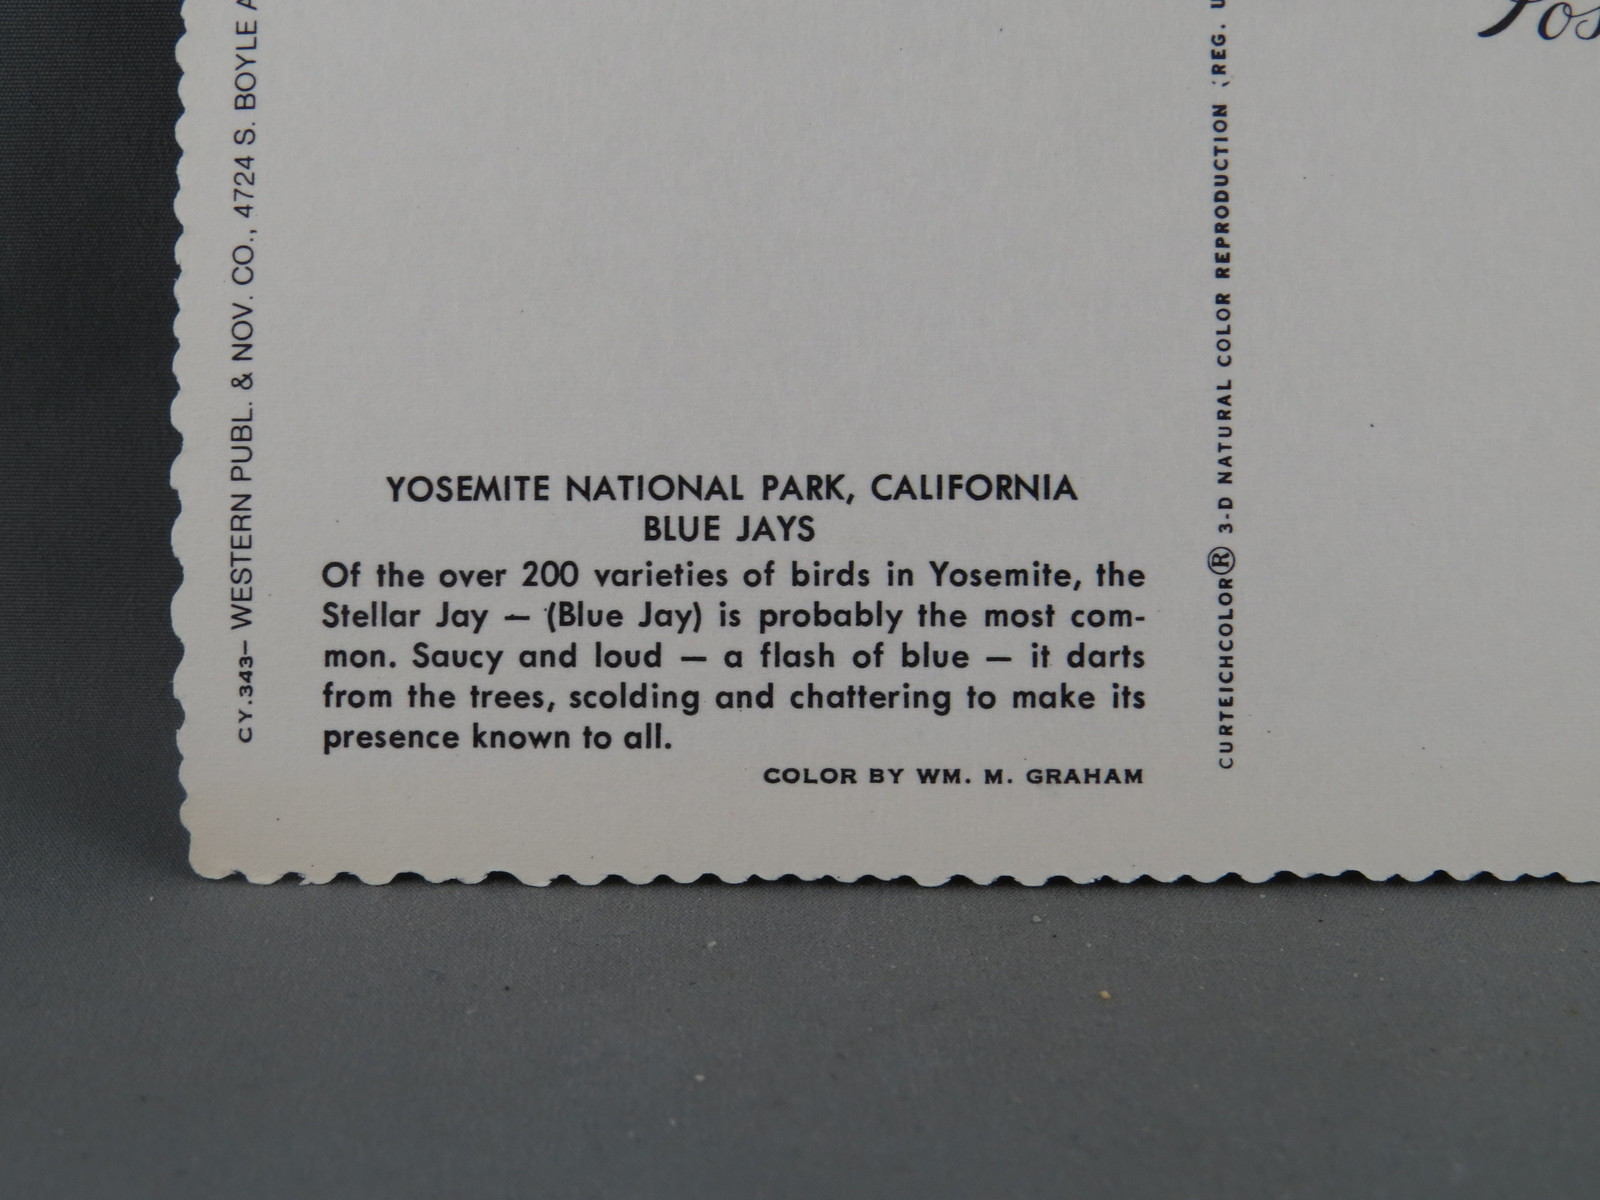 CY.343— WESTERN PUBL. & NOV. CO., 4724 S. BOYLE
YOSEMITE NATIONAL PARK, CALIFORNIA
BLUE JAYS
Of the over 200 varieties of birds in Yosemite, the
Stellar Jay — (Blue Jay) is probably the most com-
mon. Saucy and loud — a flash of blue — it darts
from the trees, scolding and chattering to make its
presence known to all.
COLOR BY WM. M. GRAHAM
CURTEICHCOLOR® 3-D NATURAL COLOR REPRODUCTION (REG. U